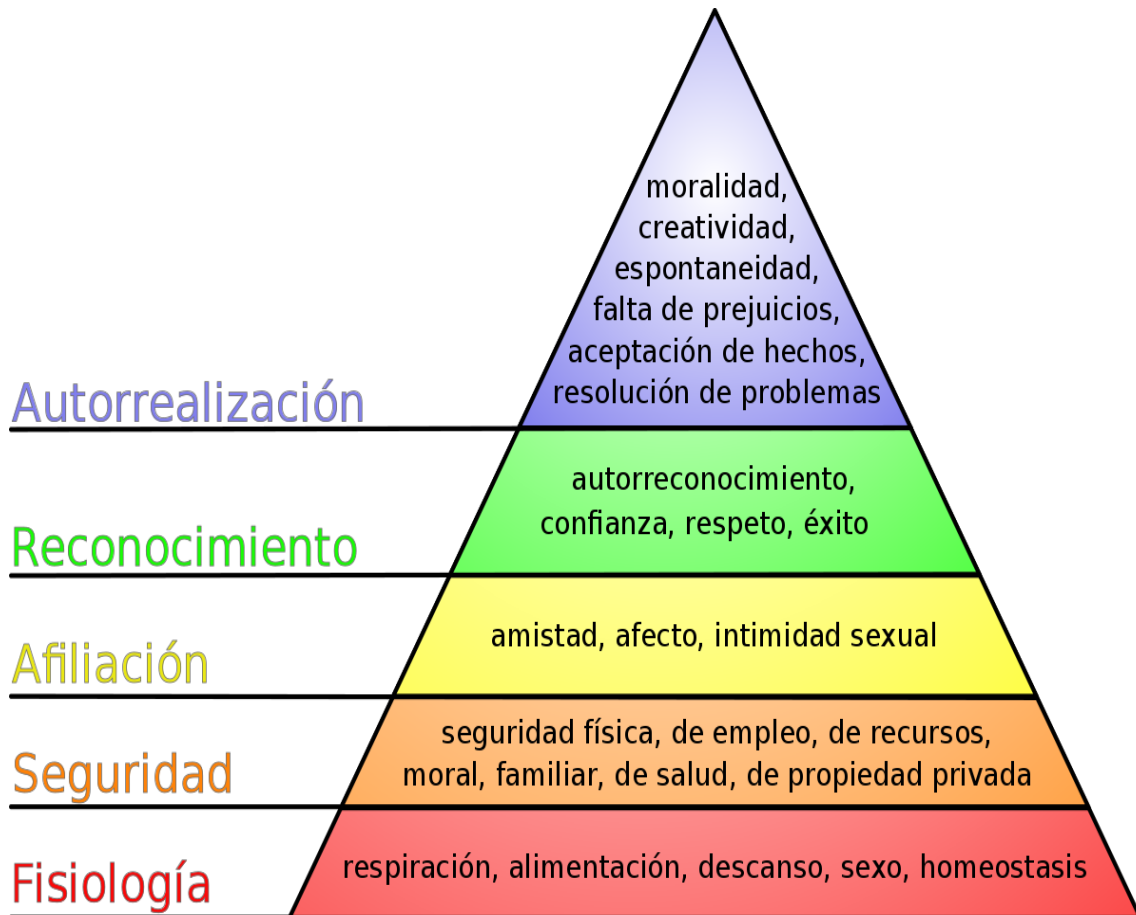 moralidad,
creatividad,
espontaneidad,
falta de prejuicios,
aceptación de hechos,
resolución de problemas
Autorrealización
autorreconocimiento,
confianza, respeto, éxito
Reconocimiento
amistad, afecto, intimidad sexual
Afiliación
seguridad física, de empleo, de recursos,
moral, familiar, de salud, de propiedad privada
Seguridad
respiración, alimentación, descanso, sexo, homeostasis
Fisiología